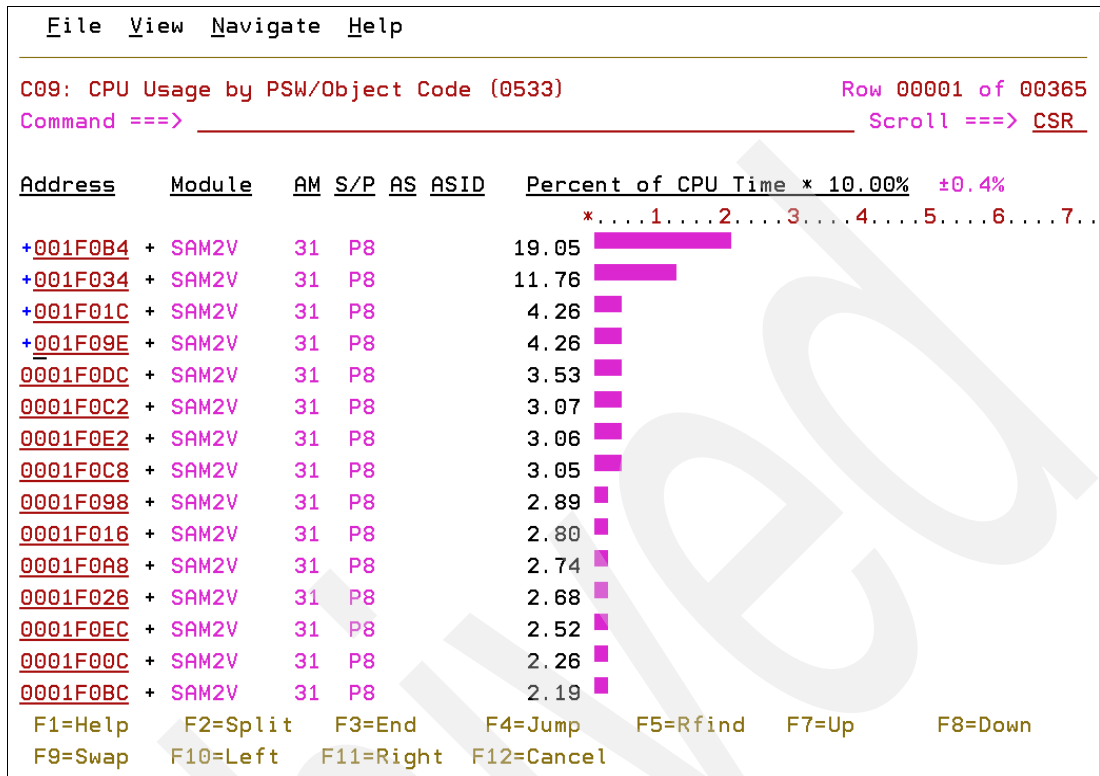 File View Navigate Help
C09: CPU Usage by PSW/Object Code (0533) Row 00001 of 00365
Command ===> Scroll ===> CSR
Address Module AM S/P AS ASID Percent of CPU Time * 10.00% ±0.4%
*....1....2....3....4....5....6....7..
+001F0B4 + SAM2V 31 P8 19.05
+001F034 + SAM2V 31 P8 11.76
+001F01C + SAM2V 31 P8 4.26
+001F09E + SAM2V 31 P8 4.26
0001F0DC + SAM2V 31 P8 3.53
0001F0C2 + SAM2V 31 P8 3.07
0001F0E2 + SAM2V 31 P8 3.06
0001F0C8 + SAM2V 31 P8 3.05
0001F098 + SAM2V 31 P8 2.89
0001F016 + SAM2V 31 P8 2.80
0001F0A8 + SAM2V 31 P8 2.74
0001F026 + SAM2V 31 P8 2.68
0001F0EC + SAM2V 31 P8 2.52
0001F00C + SAM2V 31 P8 2.26
0001F0BC + SAM2V 31 P8 2.19
F1=Help F2=Split F3=End F4=Jump F5=Rfind F7=Up F8=Down
F9=Swap F10=Left F11=Right F12=Cancel